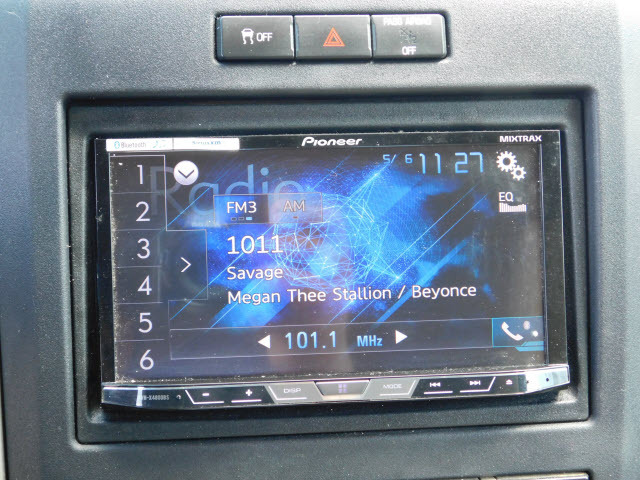 OFF
PASS AIRBAG
OFF
Bluetooth
SiriusXM
Pioneer
MIXTRAX
Radio
5/ 6 11 27
1
2
3
4
5
6
FM3 AM
EQ
1011
Savage
Megan Thee Stallion / Beyonce
101.1 MHz
DISP
MODE